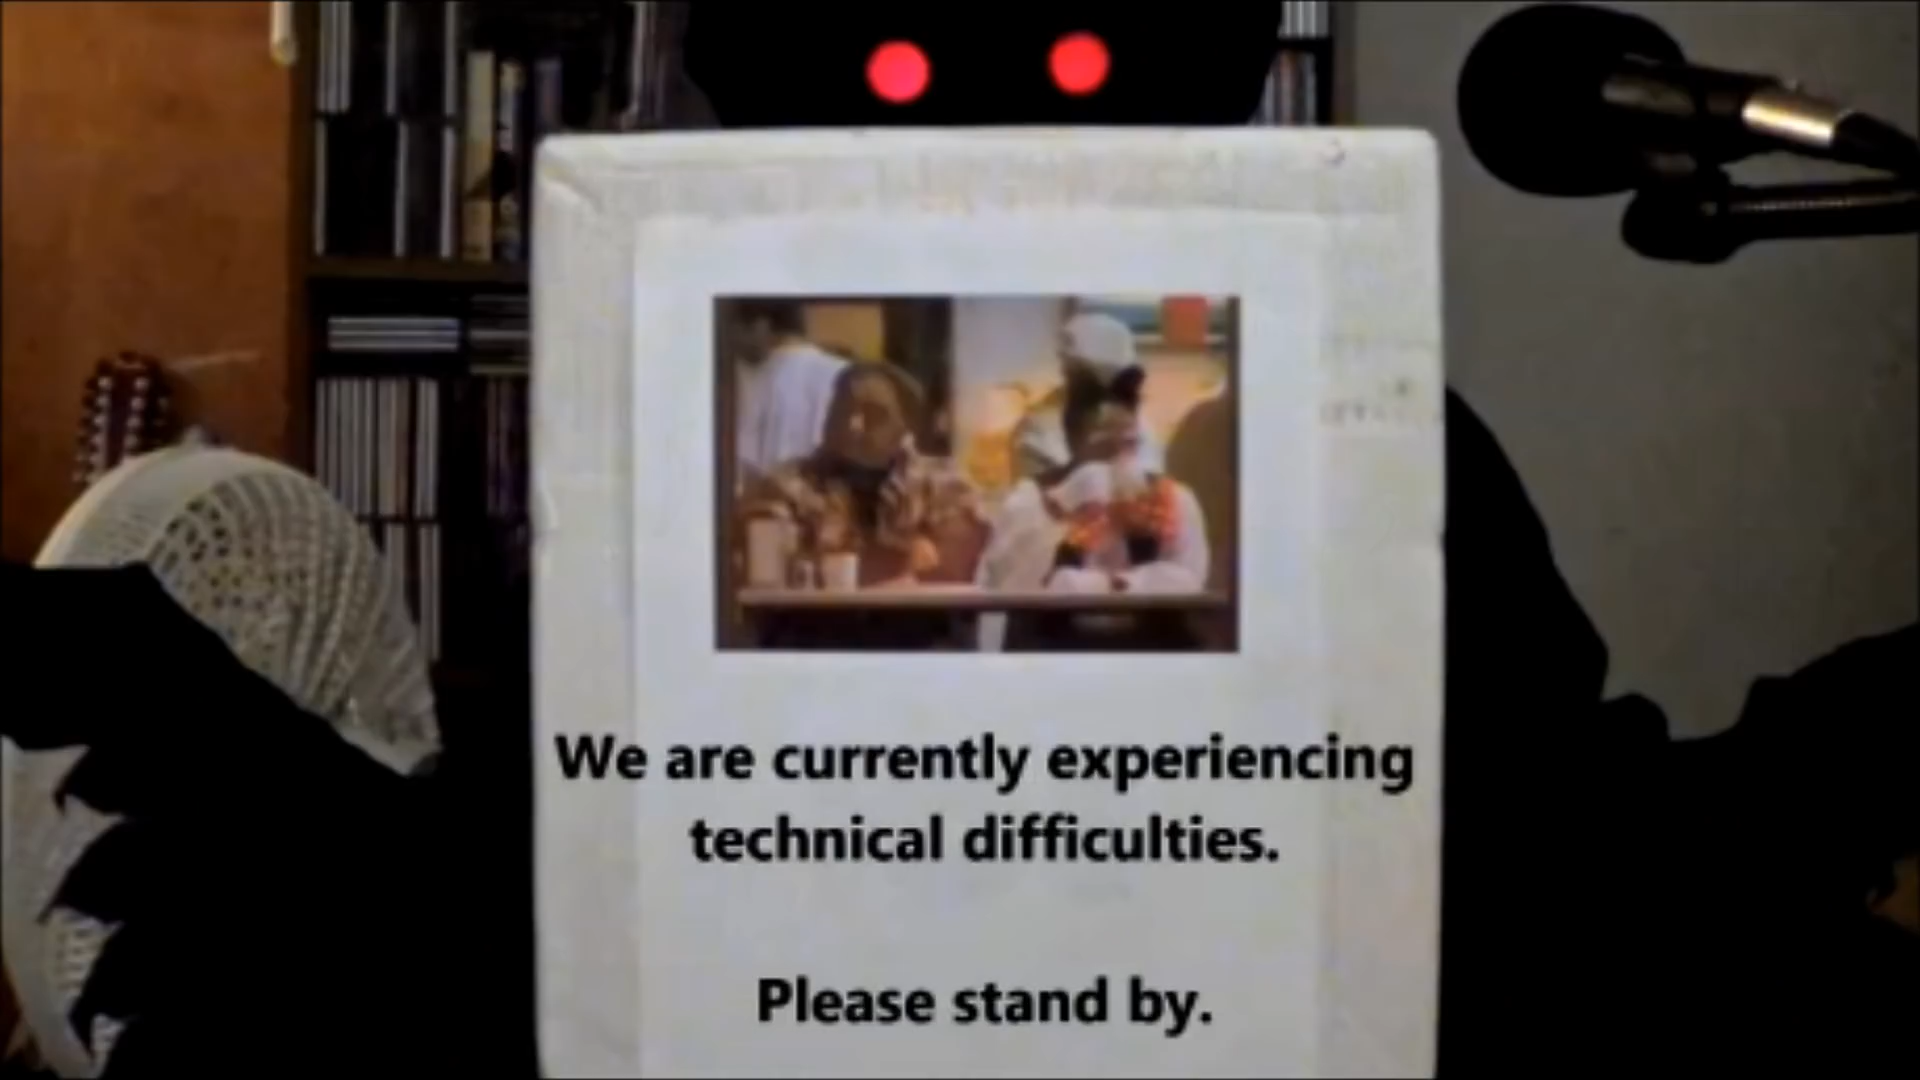 We are currently experiencing
technical difficulties.
Please stand by.